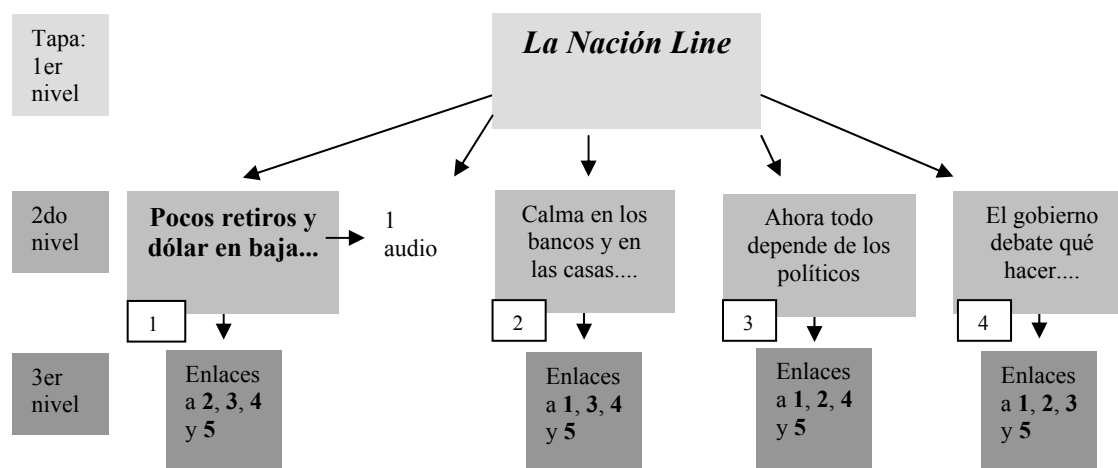 Tapa:
1er
nivel
La Nación Line
2do
nivel
Pocos retiros y
dólar en baja...
1
audio
Calma en los
bancos y en
las casas....
Ahora todo
depende de los
políticos
El gobierno
debate qué
hacer....
1
2
3
4
3er
nivel
Enlaces
a 2, 3, 4
y 5
Enlaces
a 1, 3, 4
y 5
Enlaces
a 1, 2, 4
y 5
Enlaces
a 1, 2, 3
y 5